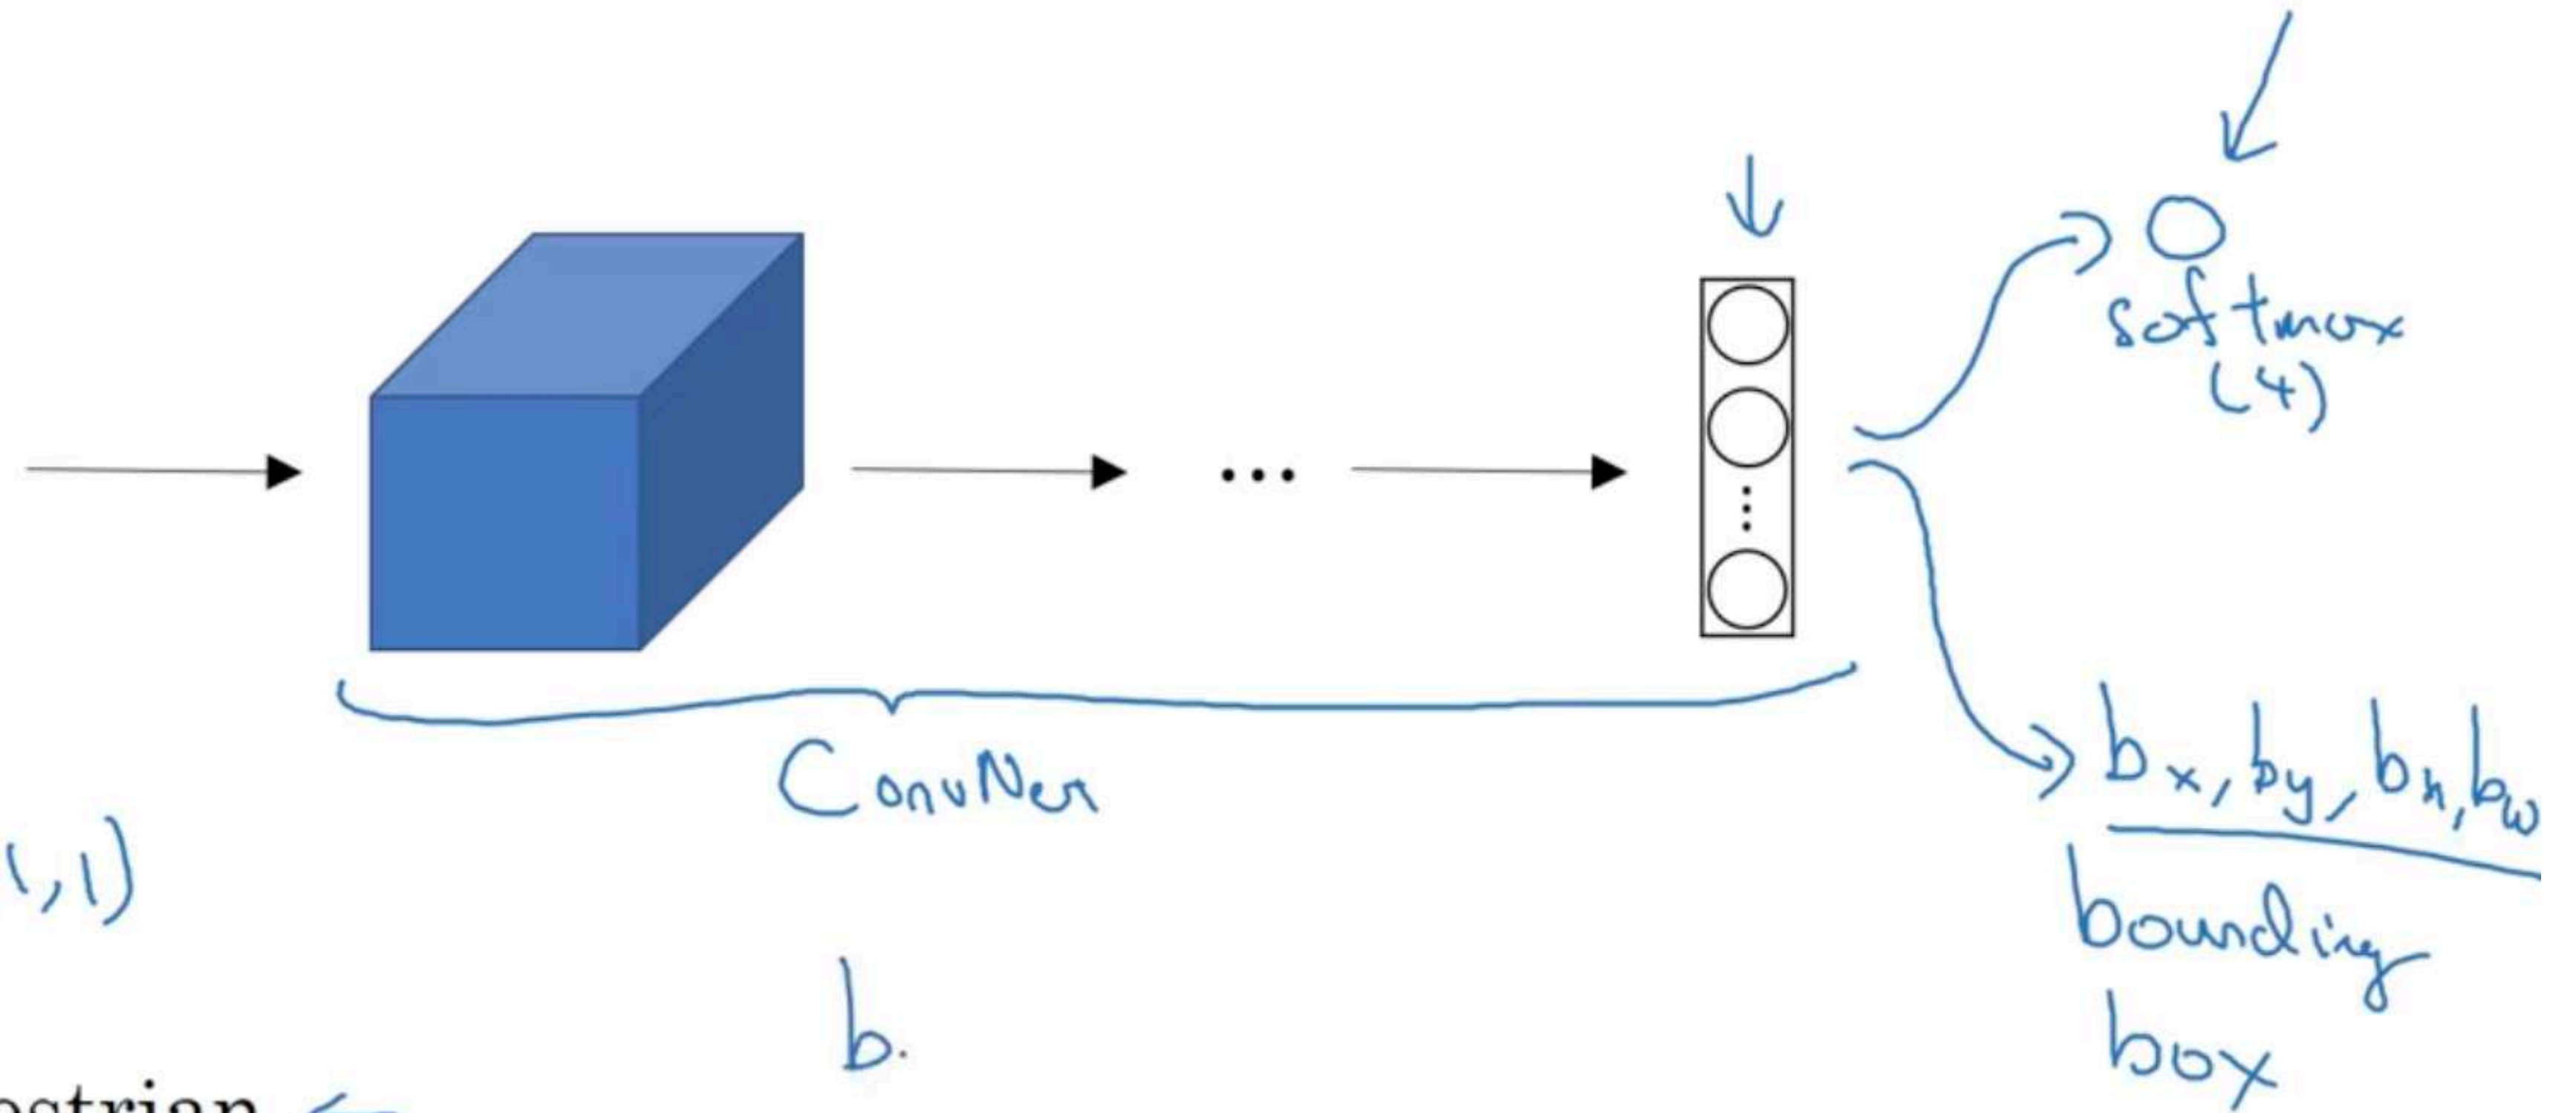 softmax
(4)
bx, by, bh, bw
ConvNet
1,1)
bounding
b.
box
estrian